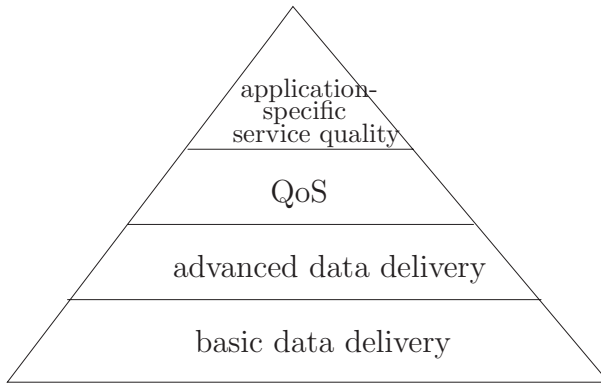 application-
specific
service quality
QoS
advanced data delivery
basic data delivery